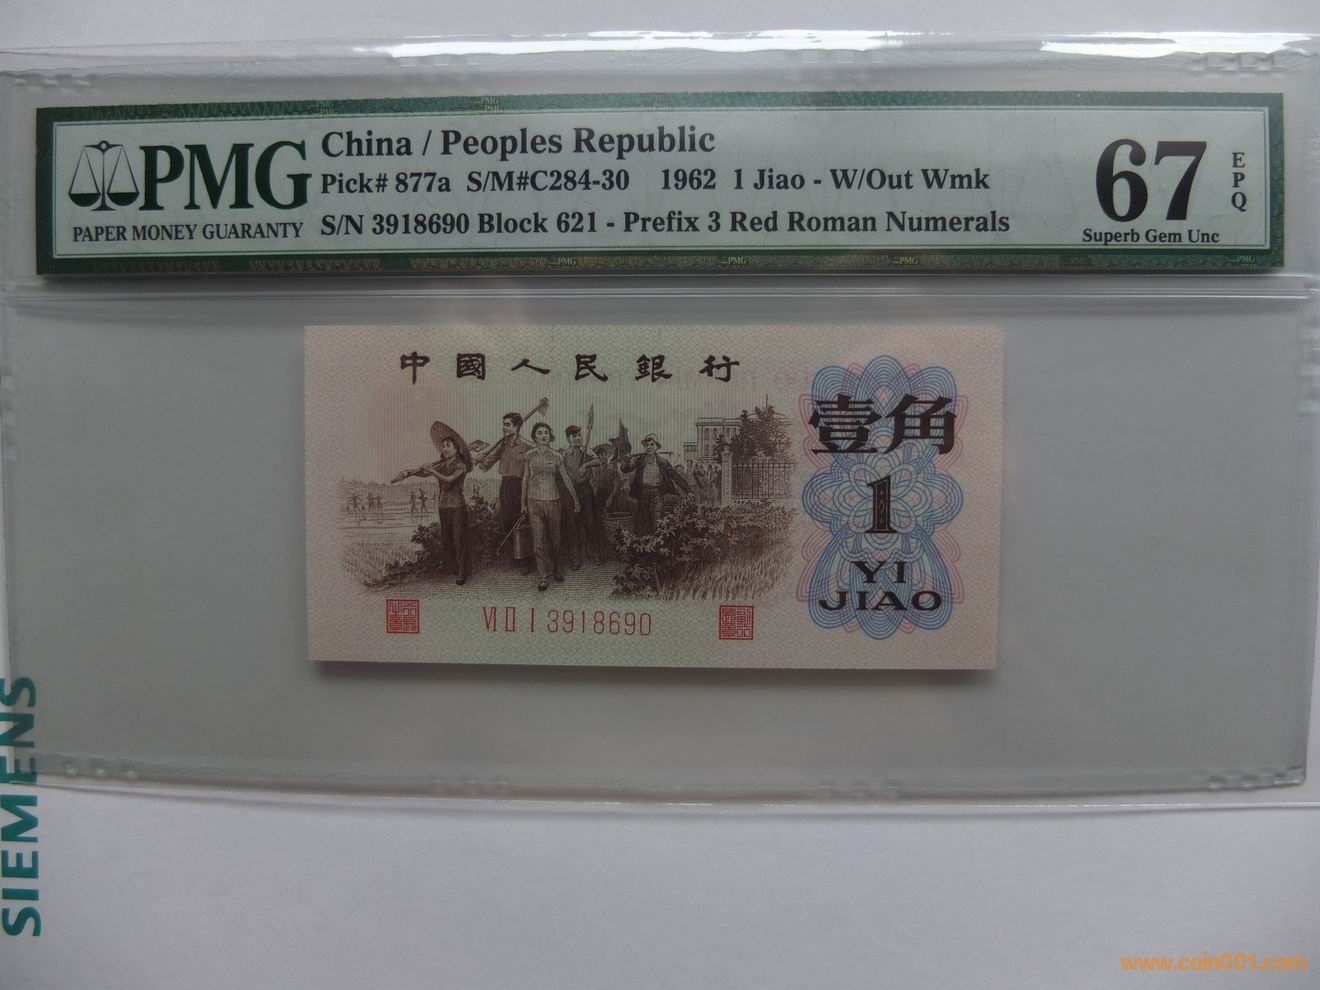 China / Peoples Republic
PMG
PAPER MONEY GUARANTY
Pick# 877a S/M#C284-30 1962 1 Jiao - W/Out Wmk
S/N 3918690 Block 621 - Prefix 3 Red Roman Numerals
67
EPQ
Superb Gem Unc
中國人民銀行
壹角
1
YI
JIAO
VI II I 3918690
SIEMENS
www.coin001.com